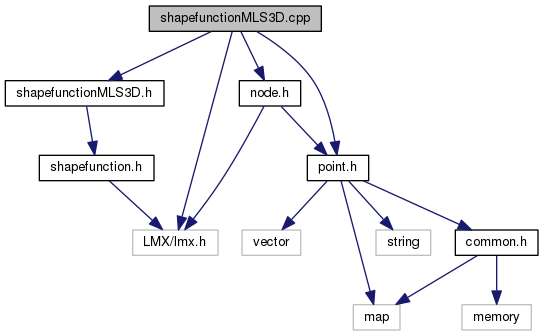 shapefunctionMLS3D.cpp
shapefunctionMLS3D.h
node.h
shapefunction.h
point.h
LMX/lmx.h
vector
string
common.h
map
memory